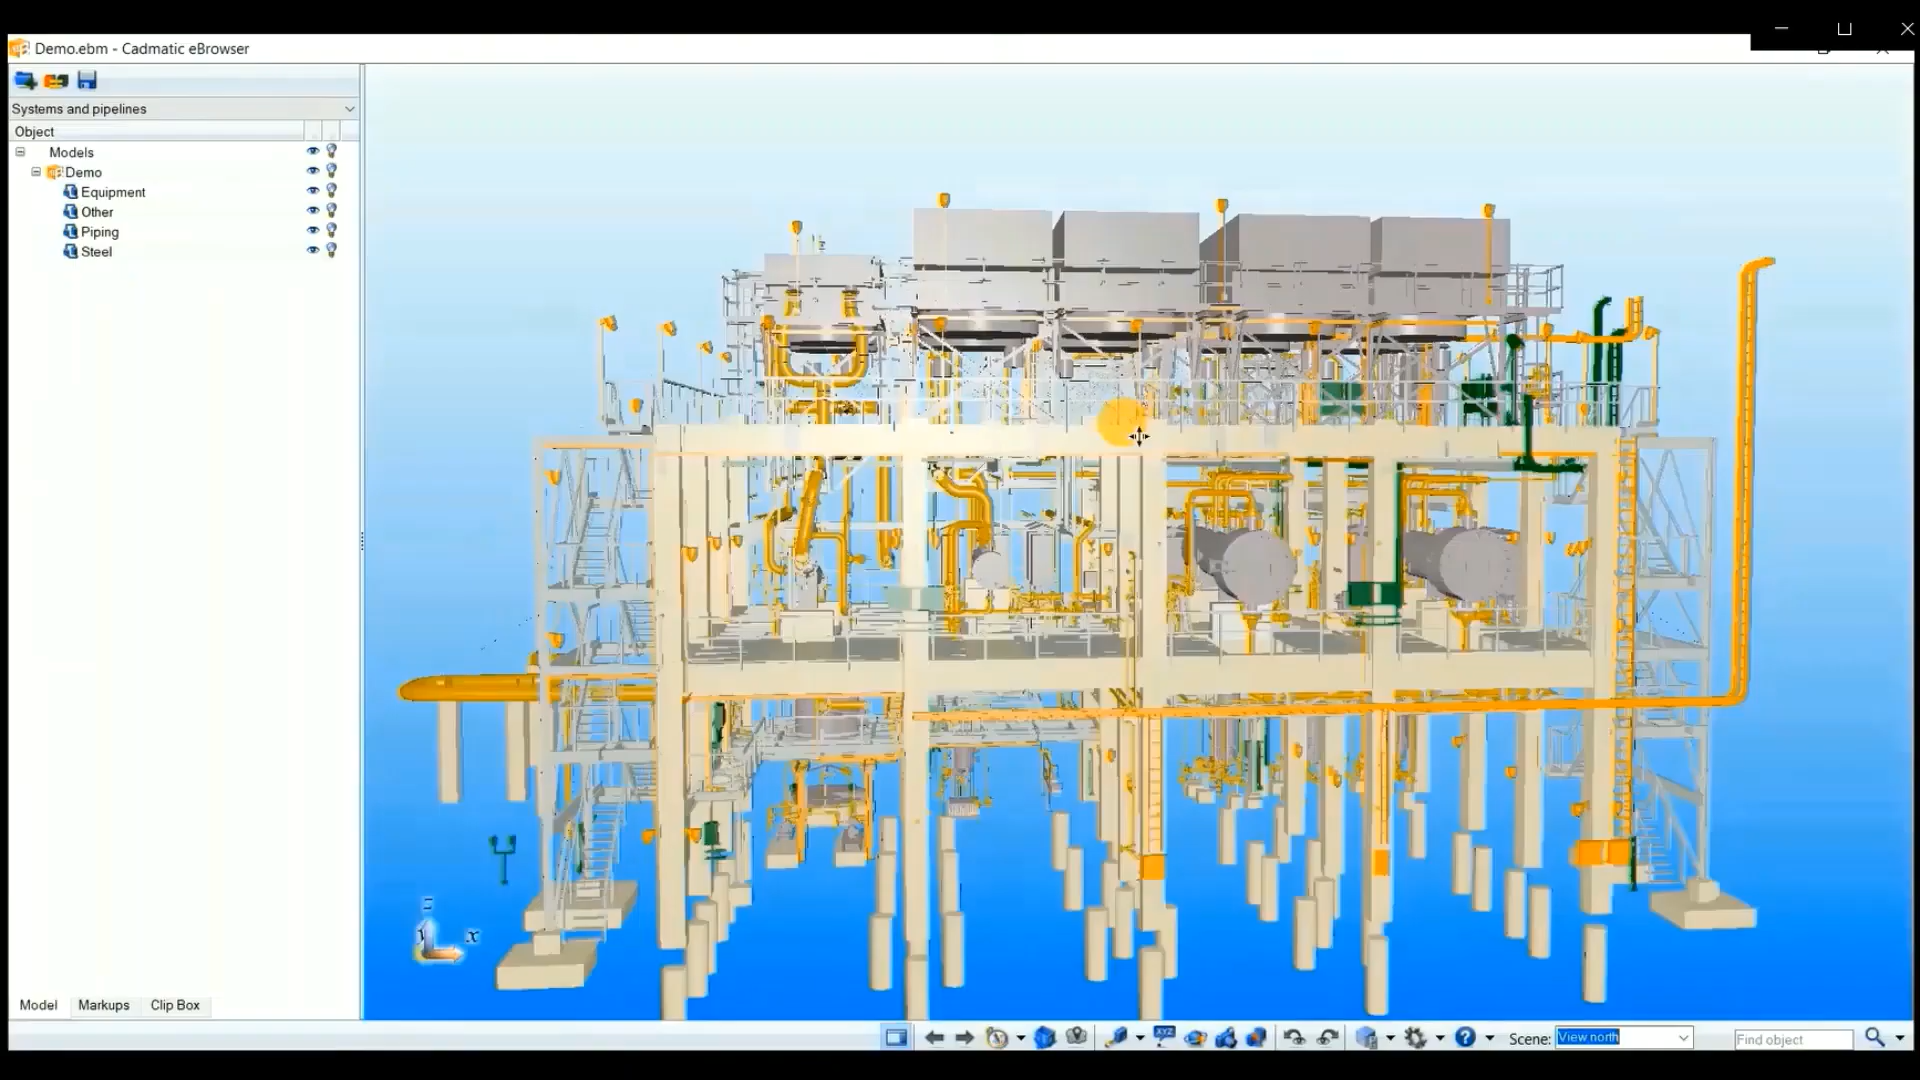 Demo.ebm - Cadmatic eBrowser
Systems and pipelines
Object
Models
Demo
Equipment
Other
Piping
Steel
x
Model Markups Clip Box
XYZ
Scene: View north
Find object